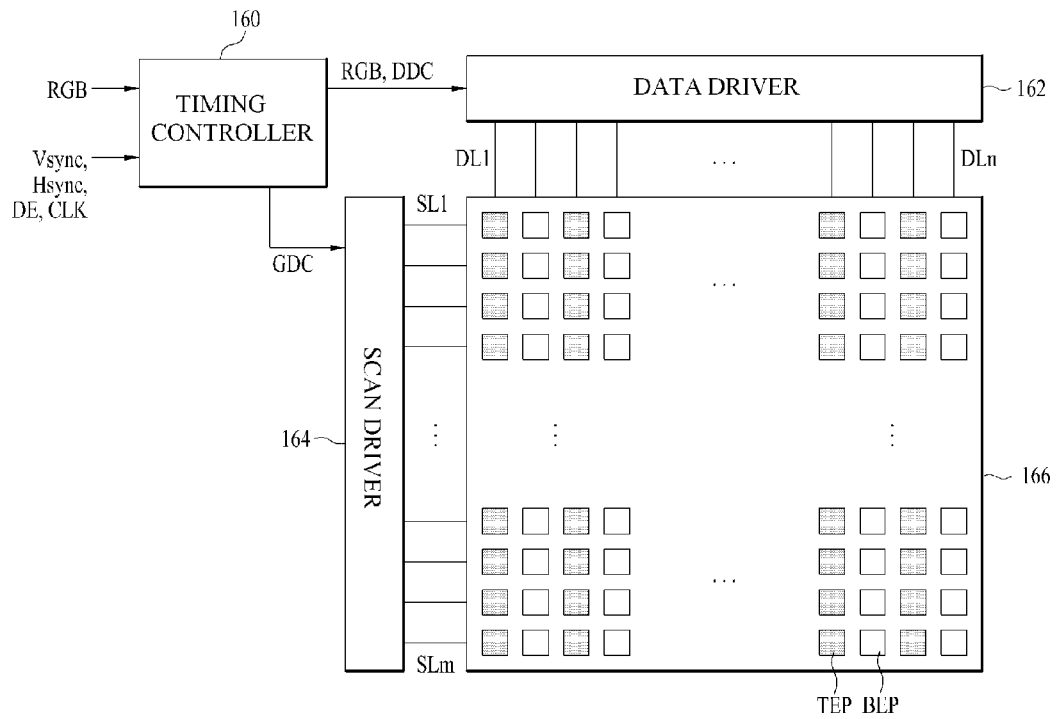 160
RGB
TIMING
CONTROLLER
Vsync,
Hsync,
DE, CLK
RGB, DDC
DATA DRIVER
162
DL1
...
DLn
GDC
SL1
SCAN DRIVER
164
...
...
...
...
166
...
SLm
TEP
BEP